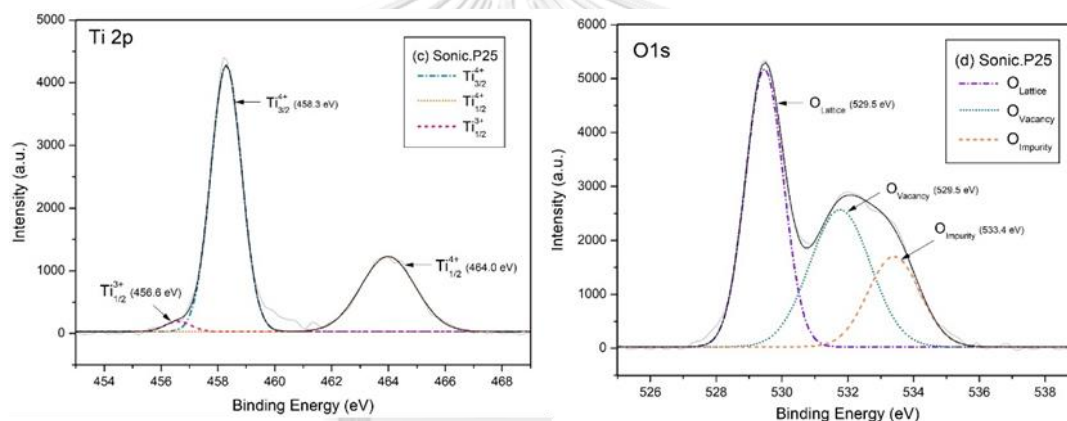 Ti 2p
(c) Sonic.P25
Ti4+3/2
Ti4+1/2
Ti3+1/2
Ti4+3/2 (458.3 eV)
Ti3+1/2
(456.6 eV)
Ti4+1/2 (464.0 eV)
5000
4000
3000
2000
1000
0
Intensity (a.u.)
454 456 458 460 462 464 466 468
Binding Energy (eV)
O1s
(d) Sonic.P25
OLattice
OVacancy
OImpurity
OLattice (529.5 eV)
OVacancy (529.5 eV)
OImpurity (533.4 eV)
6000
5000
4000
3000
2000
1000
0
Intensity (a.u.)
526 528 530 532 534 536 538
Binding Energy (eV)